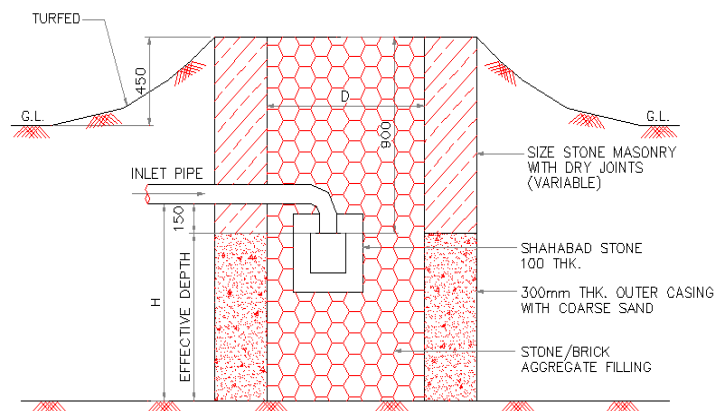 TURFED
450
G.L.
G.L.
D
900
INLET PIPE
150
H
EFFECTIVE DEPTH
SIZE STONE MASONRY
WITH DRY JOINTS
(VARIABLE)
SHAHABAD STONE
100 THK.
300mm THK. OUTER CASING
WITH COARSE SAND
STONE/BRICK
AGGREGATE FILLING